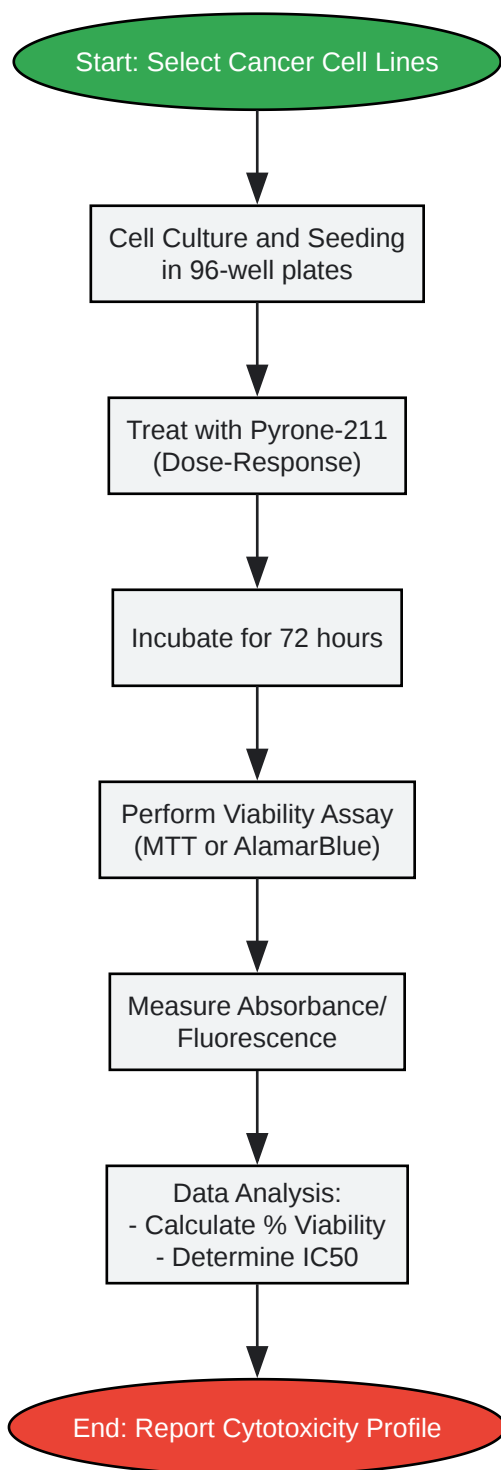 Start: Select Cancer Cell Lines
Cell Culture and Seeding
in 96-well plates
Treat with Pyrone-211
(Dose-Response)
Incubate for 72 hours
Perform Viability Assay
(MTT or AlamarBlue)
Measure Absorbance/
Fluorescence
Data Analysis:
- Calculate % Viability
- Determine IC50
End: Report Cytotoxicity Profile